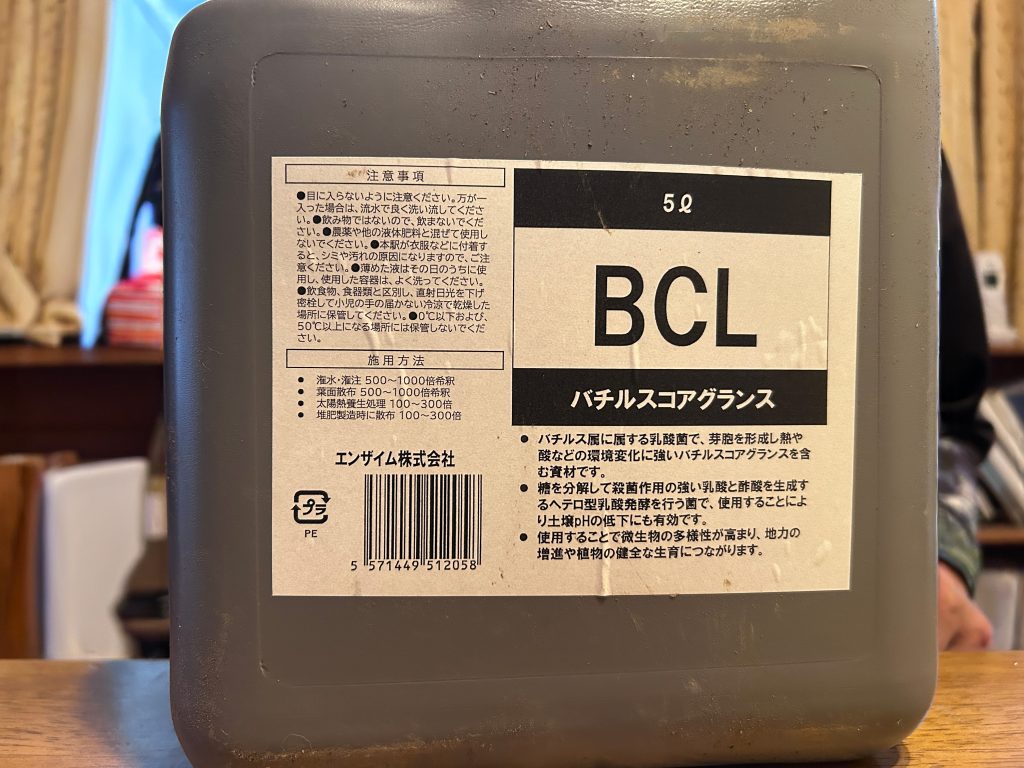 注意事項
●目に入らないように注意ください。万が一
入った場合は、流水で良く洗い流してくださ
い。●飲み物ではないので、飲まないでくだ
さい。●農薬や他の液体肥料と混ぜて使用し
ないでください。●本駅が衣服などに付着す
ると、シミや汚れの原因になりますので、ご注
意ください。●薄めた液はその日のうちに使
用し、使用した容器は、よく洗ってください。
●飲食物、食器類と区別し、直射日光を下げ
密栓して小児の手の届かない冷涼で乾燥した
場所に保管してください。●0℃以下および、
50℃以上になる場所には保管しないでくだ
さい。
施用方法
● 潅水・潅注 500～1000倍希釈
● 葉面散布 500～1000倍希釈
● 太陽熱養生処理 100～300倍
● 堆肥製造時に散布 100～300倍
エンザイム株式会社
プラ
PE
5 571449 512058
5ℓ
BCL
バチルスコアグランス
● バチルス属に属する乳酸菌で、芽胞を形成し熱や
酸などの環境変化に強いバチルスコアグランスを含
む資材です。
● 糖を分解して殺菌作用の強い乳酸と酢酸を生成す
るヘテロ型乳酸発酵を行う菌で、使用することによ
り土壌pHの低下にも有効です。
● 使用することで微生物の多様性が高まり、地力の
増進や植物の健全な生育につながります。